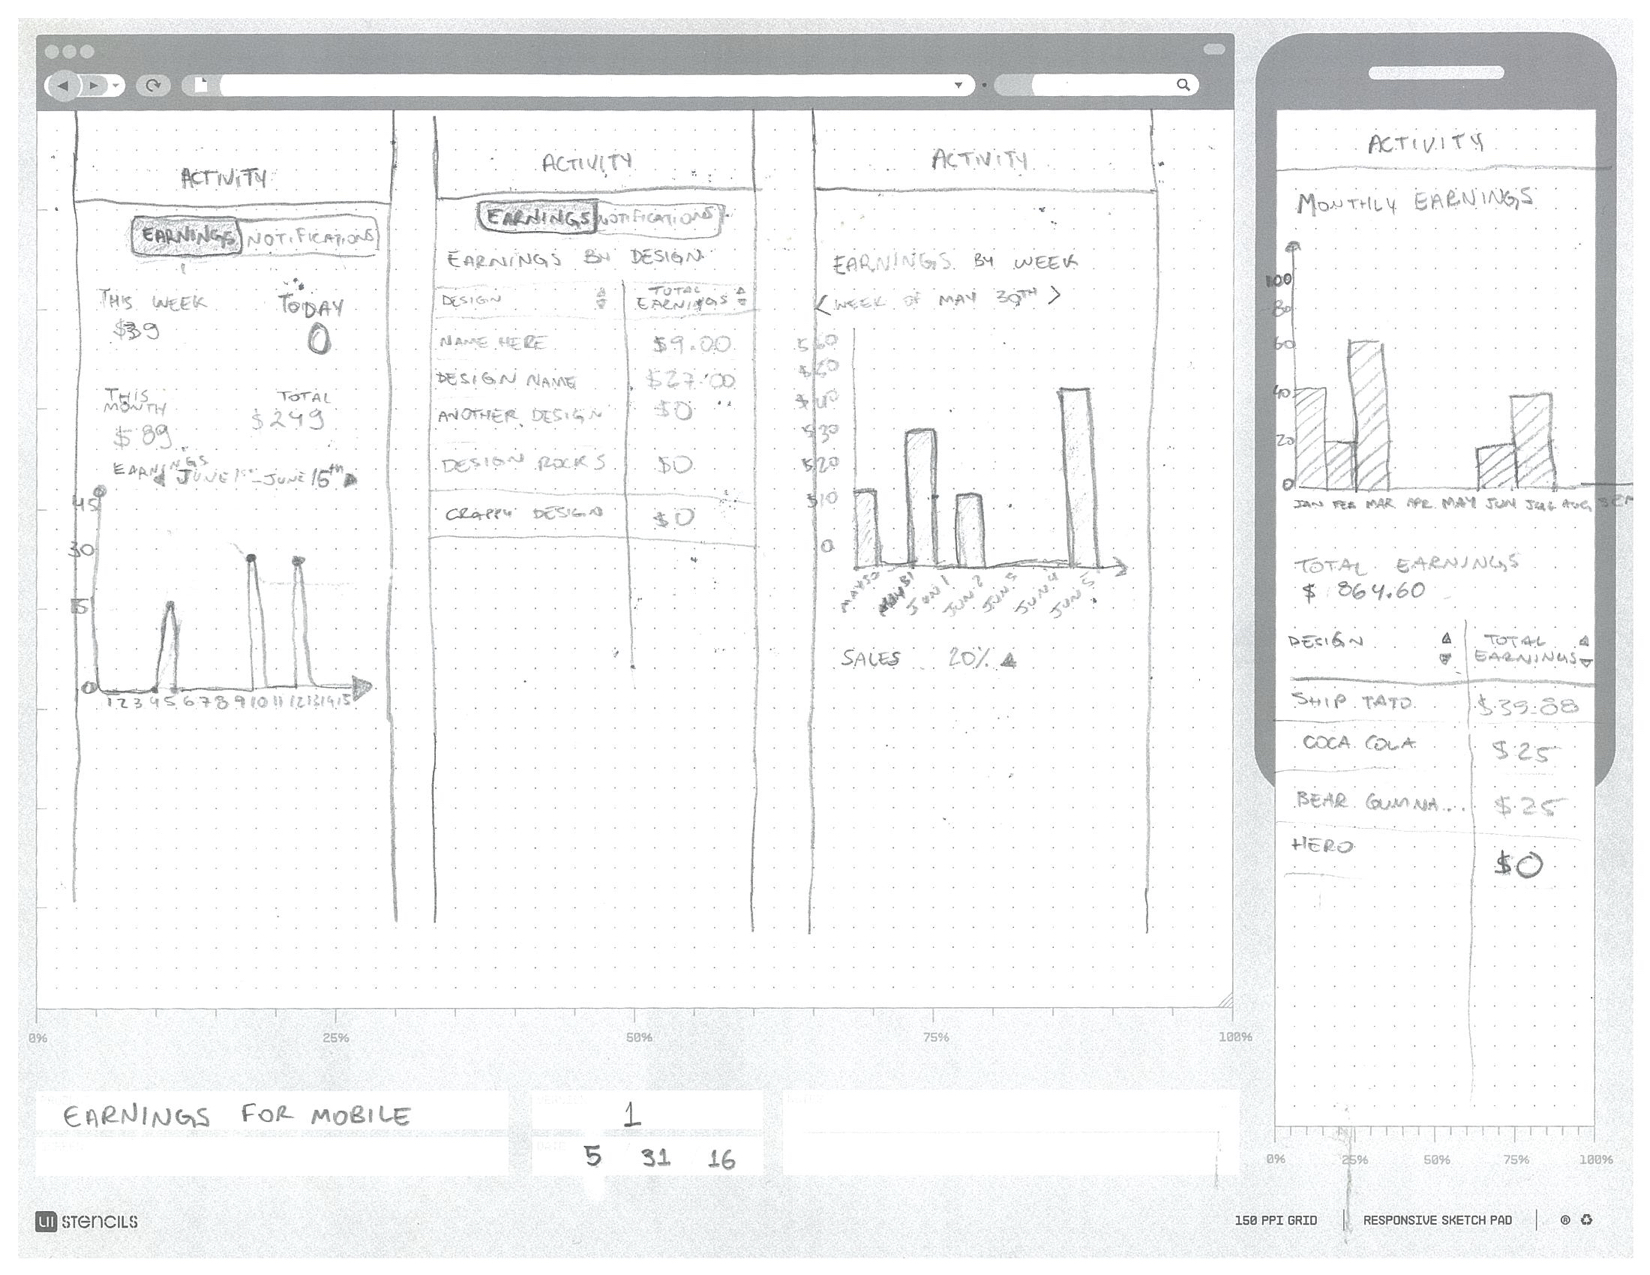 ACTIVITY
EARNINGS NOTIFICATIONS
THIS WEEK TODAY
$39 0
THIS MONTH TOTAL
$89 $249
EARNINGS
JUNE 1ST - JUNE 15th
45
30
15
0
1 2 3 4 5 6 7 8 9 10 11 12 13 14 15
ACTIVITY
EARNINGS NOTIFICATIONS
EARNINGS BY DESIGN
DESIGN TOTAL EARNINGS
NAME HERE $9.00
DESIGN NAME $27.00
ANOTHER DESIGN $0
DESIGN ROCKS $0
CRAPPY DESIGN $0
ACTIVITY
EARNINGS BY WEEK
< WEEK OF MAY 30TH >
$60
$50
$40
$30
$20
$10
0
MAY 30 MAY 31 JUN 1 JUN 2 JUN 3 JUN 4 JUN 5
SALES 20% ▲
ACTIVITY
MONTHLY EARNINGS
100
80
60
40
20
0
JAN FEB MAR APR MAY JUN JUL AUG SEP
TOTAL EARNINGS
$ 864.60
DESIGN TOTAL EARNINGS
SHIP TATO $39.88
COCA COLA $25
BEAR GUMNA... $25
HERO $0
0% 25% 50% 75% 100%
0% 25% 50% 75% 100%
EARNINGS FOR MOBILE
1
5 31 16
UI STENCILS
150 PPI GRID | RESPONSIVE SKETCH PAD | ®